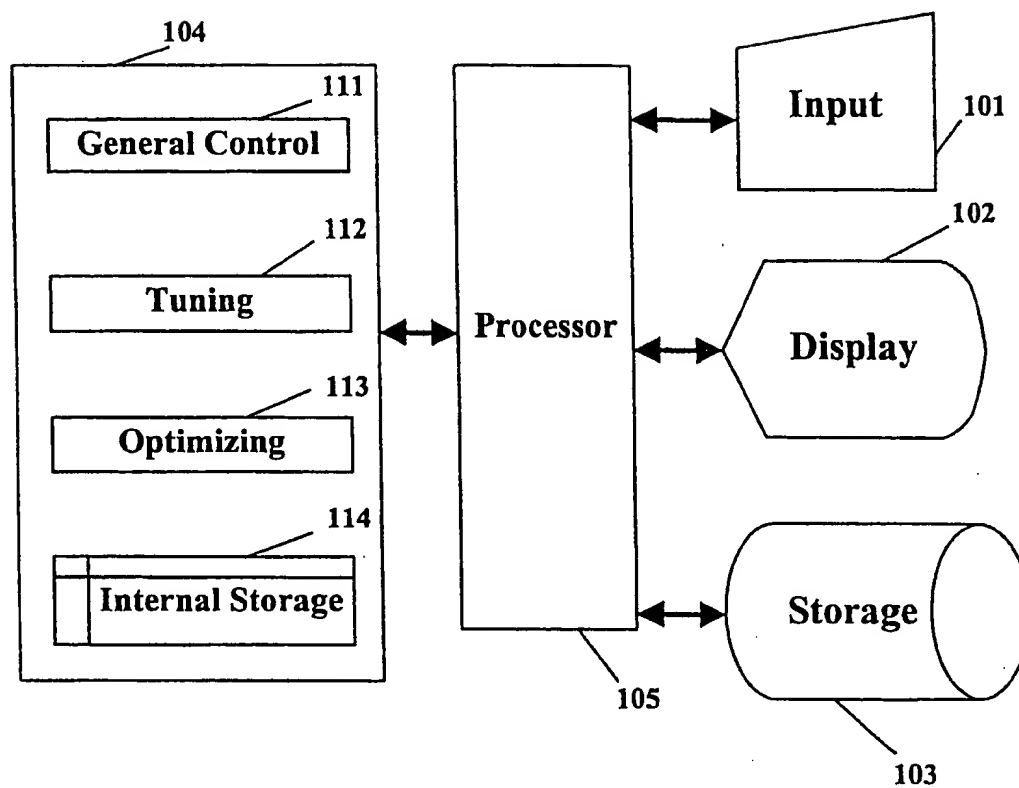 104
111
General Control
112
Tuning
113
Optimizing
114
Internal Storage
Processor
105
Input
101
102
Display
Storage
103